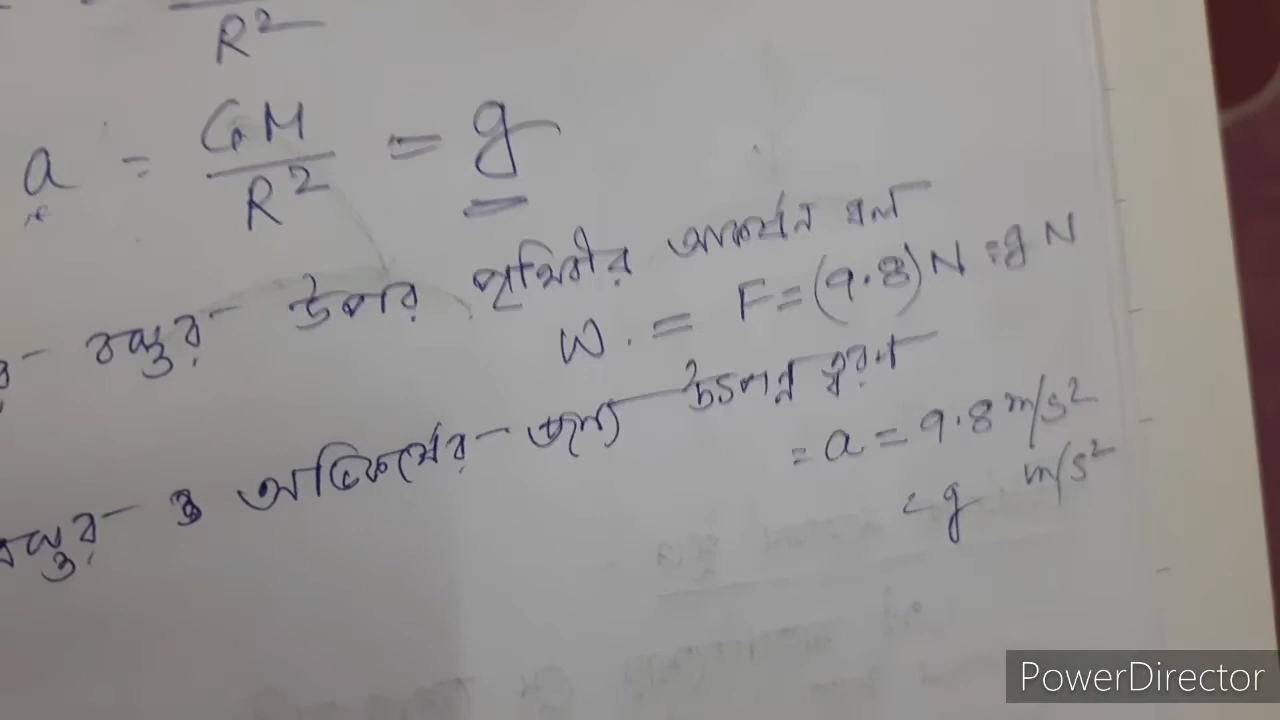 R²
a = GM/R² = g
বস্তুর উপর পৃথিবীর আকর্ষন বল
W. = F = (9.8) N = g N
বস্তুর ও অভিকর্ষের জন্য উৎপন্ন ত্বরণ
= a = 9.8 m/s²
= g m/s²
PowerDirector